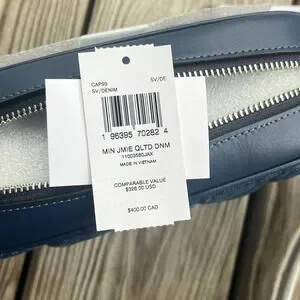 CAP99 SV/DE
SV/DENIM
1 96395 70282 4
MIN JMIE QLTD DNM
MADE IN VIETNAM
COMPARABLE VALUE
$328.00 USD
$400.00 CAD